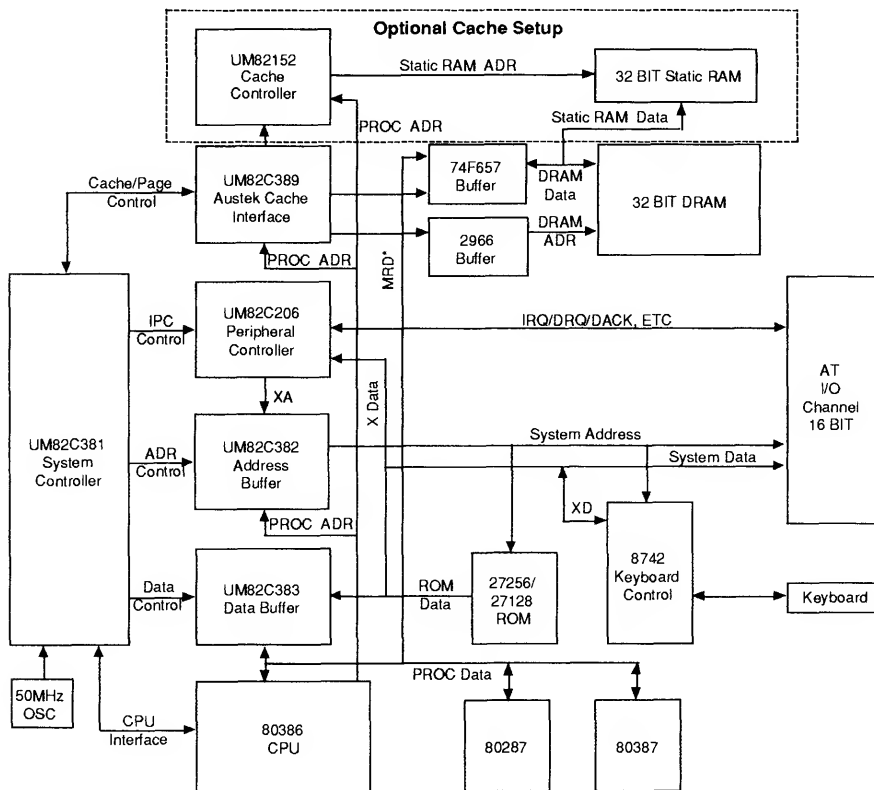 Optional Cache Setup
UM82152
Cache
Controller
Static RAM ADR
32 BIT Static RAM
Static RAM Data
PROC ADR
Cache/Page
Control
UM82C389
Austek Cache
Interface
74F657
Buffer
DRAM
Data
32 BIT DRAM
2966
Buffer
DRAM
ADR
PROC ADR
MRD*
IPC
Control
UM82C206
Peripheral
Controller
IRQ/DRQ/DACK, ETC
AT
I/O
Channel
16 BIT
XA
X Data
UM82C381
System
Controller
ADR
Control
UM82C382
Address
Buffer
System Address
System Data
PROC ADR
XD
8742
Keyboard
Control
Keyboard
Data
Control
UM82C383
Data Buffer
ROM
Data
27256/
27128
ROM
PROC Data
50MHz
OSC
CPU
Interface
80386
CPU
80287
80387